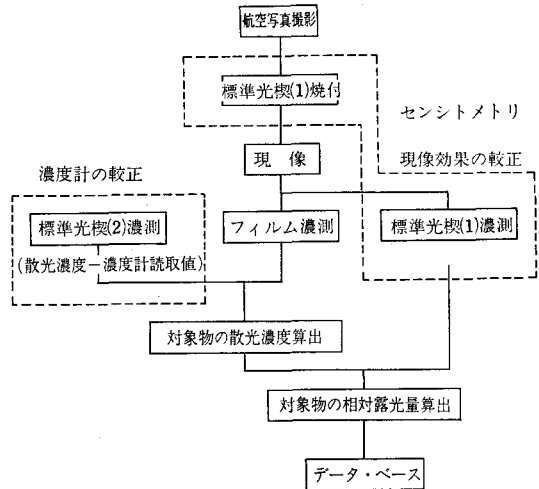 航空写真撮影
標準光楔(1)焼付
センシトメトリ
現像
現像効果の較正
濃度計の較正
標準光楔(2)濃測
フィルム濃測
標準光楔(1)濃測
(散光濃度−濃度計読取値)
対象物の散光濃度算出
対象物の相対露光量算出
データ・ベース